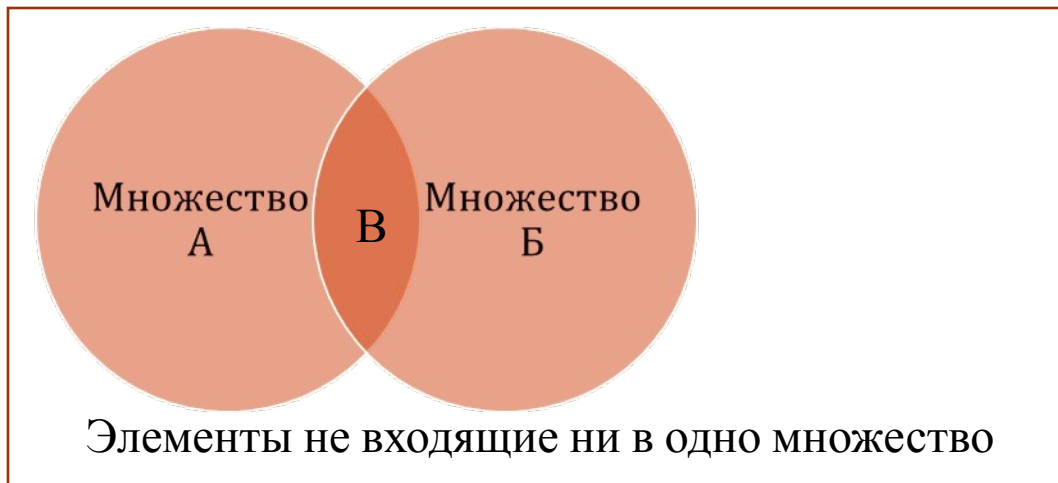 Множество
А
В
Множество
Б
Элементы не входящие ни в одно множество